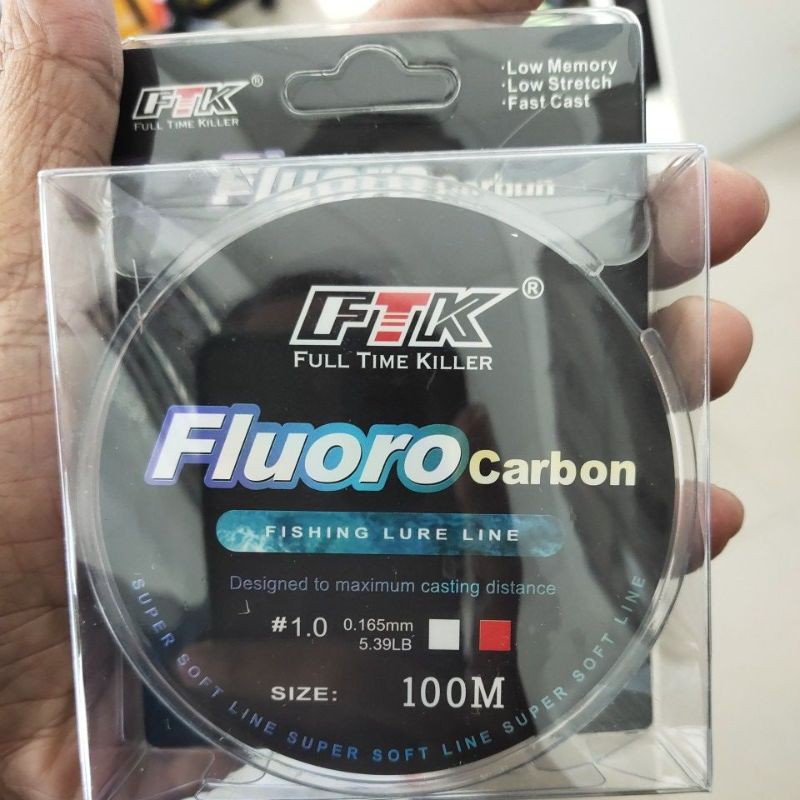 FTK®
FULL TIME KILLER
·Low Memory
·Low Stretch
·Fast Cast
Fluoro Carbon
FTK®
FULL TIME KILLER
Fluoro Carbon
FISHING LURE LINE
Designed to maximum casting distance
#1.0 0.165mm
5.39LB
SIZE: 100M
SUPER SOFT LINE SUPER SOFT LINE SUPER SOFT LINE